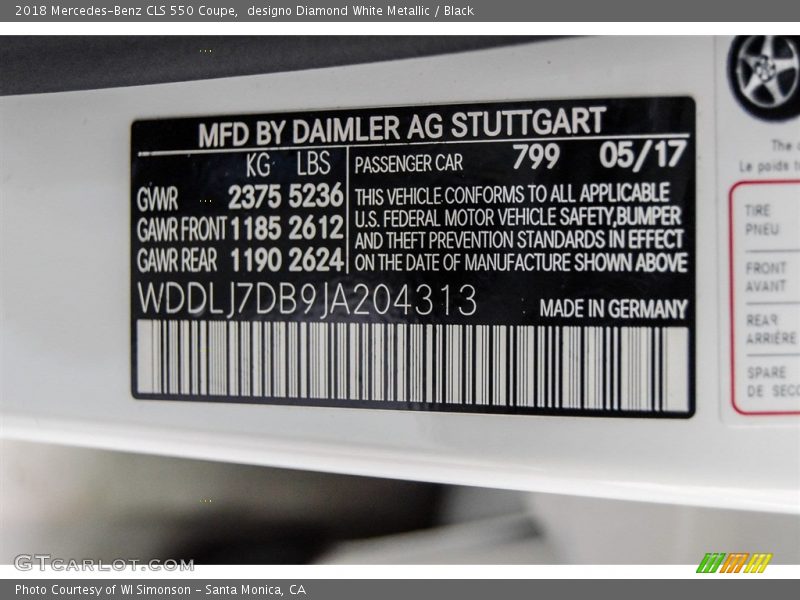 2018 Mercedes-Benz CLS 550 Coupe, designo Diamond White Metallic / Black
MFD BY DAIMLER AG STUTTGART
KG LBS
GVWR 2375 5236
GAWR FRONT 1185 2612
GAWR REAR 1190 2624
PASSENGER CAR 799 05/17
THIS VEHICLE CONFORMS TO ALL APPLICABLE
U.S. FEDERAL MOTOR VEHICLE SAFETY, BUMPER
AND THEFT PREVENTION STANDARDS IN EFFECT
ON THE DATE OF MANUFACTURE SHOWN ABOVE
WDDLJ7DB9JA204313 MADE IN GERMANY
The
Le poids
TIRE
PNEU
FRONT
AVANT
REAR
ARRIÈRE
SPARE
DE
GTCARLOT.COM
Photo Courtesy of WI Simonson - Santa Monica, CA